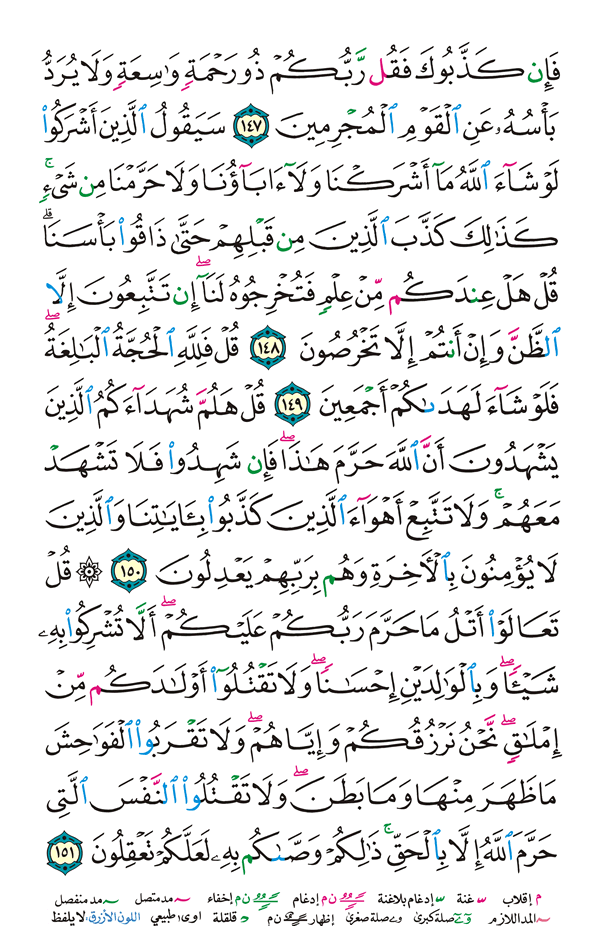 فَإِن كَذَّبُوكَ فَقُل رَّبُّكُمْ ذُو رَحْمَةٍ وَٰسِعَةٍ وَلَا يُرَدُّ
بَأْسُهُۥ عَنِ ٱلْقَوْمِ ٱلْمُجْرِمِينَ ١٤٧ سَيَقُولُ ٱلَّذِينَ أَشْرَكُوا۟
لَوْ شَآءَ ٱللَّهُ مَآ أَشْرَكْنَا وَلَآ ءَابَآؤُنَا وَلَا حَرَّمْنَا مِن شَىْءٍ ۚ
كَذَٰلِكَ كَذَّبَ ٱلَّذِينَ مِن قَبْلِهِمْ حَتَّىٰ ذَاقُوا۟ بَأْسَنَا ۗ
قُلْ هَلْ عِندَكُم مِّنْ عِلْمٍ فَتُخْرِجُوهُ لَنَآ ۖ إِن تَتَّبِعُونَ إِلَّا
ٱلظَّنَّ وَإِنْ أَنتُمْ إِلَّا تَخْرُصُونَ ١٤٨ قُلْ فَلِلَّهِ ٱلْحُجَّةُ ٱلْبَـٰلِغَةُ ۖ
فَلَوْ شَآءَ لَهَدَىٰكُمْ أَجْمَعِينَ ١٤٩ قُلْ هَلُمَّ شُهَدَآءَكُمُ ٱلَّذِينَ
يَشْهَدُونَ أَنَّ ٱللَّهَ حَرَّمَ هَـٰذَا ۖ فَإِن شَهِدُوا۟ فَلَا تَشْهَدْ
مَعَهُمْ ۚ وَلَا تَتَّبِعْ أَهْوَآءَ ٱلَّذِينَ كَذَّبُوا۟ بِـَٔايَـٰتِنَا وَٱلَّذِينَ
لَا يُؤْمِنُونَ بِٱلْـَٔاخِرَةِ وَهُم بِرَبِّهِمْ يَعْدِلُونَ ١٥٠ ۞ قُلْ
تَعَالَوْا۟ أَتْلُ مَا حَرَّمَ رَبُّكُمْ عَلَيْكُمْ ۖ أَلَّا تُشْرِكُوا۟ بِهِۦ
شَيْـًٔا ۖ وَبِٱلْوَٰلِدَيْنِ إِحْسَـٰنًا ۖ وَلَا تَقْتُلُوٓا۟ أَوْلَـٰدَكُم مِّنْ
إِمْلَـٰقٍ ۖ نَّحْنُ نَرْزُقُكُمْ وَإِيَّاهُمْ ۖ وَلَا تَقْرَبُوا۟ ٱلْفَوَٰحِشَ
مَا ظَهَرَ مِنْهَا وَمَا بَطَنَ ۖ وَلَا تَقْتُلُوا۟ ٱلنَّفْسَ ٱلَّتِى
حَرَّمَ ٱللَّهُ إِلَّا بِٱلْحَقِّ ۚ ذَٰلِكُمْ وَصَّىٰكُم بِهِۦ لَعَلَّكُمْ تَعْقِلُونَ ١٥١
م إقلاب غنة إدغام بلاغنة ن م إدغام ن م إخفاء مد متصل مد منفصل
المد اللازم صلة كبرى صلة صغرى إظهار ن م قلقلة اوى طبيعي اللون الأزرق: لا يلفظ